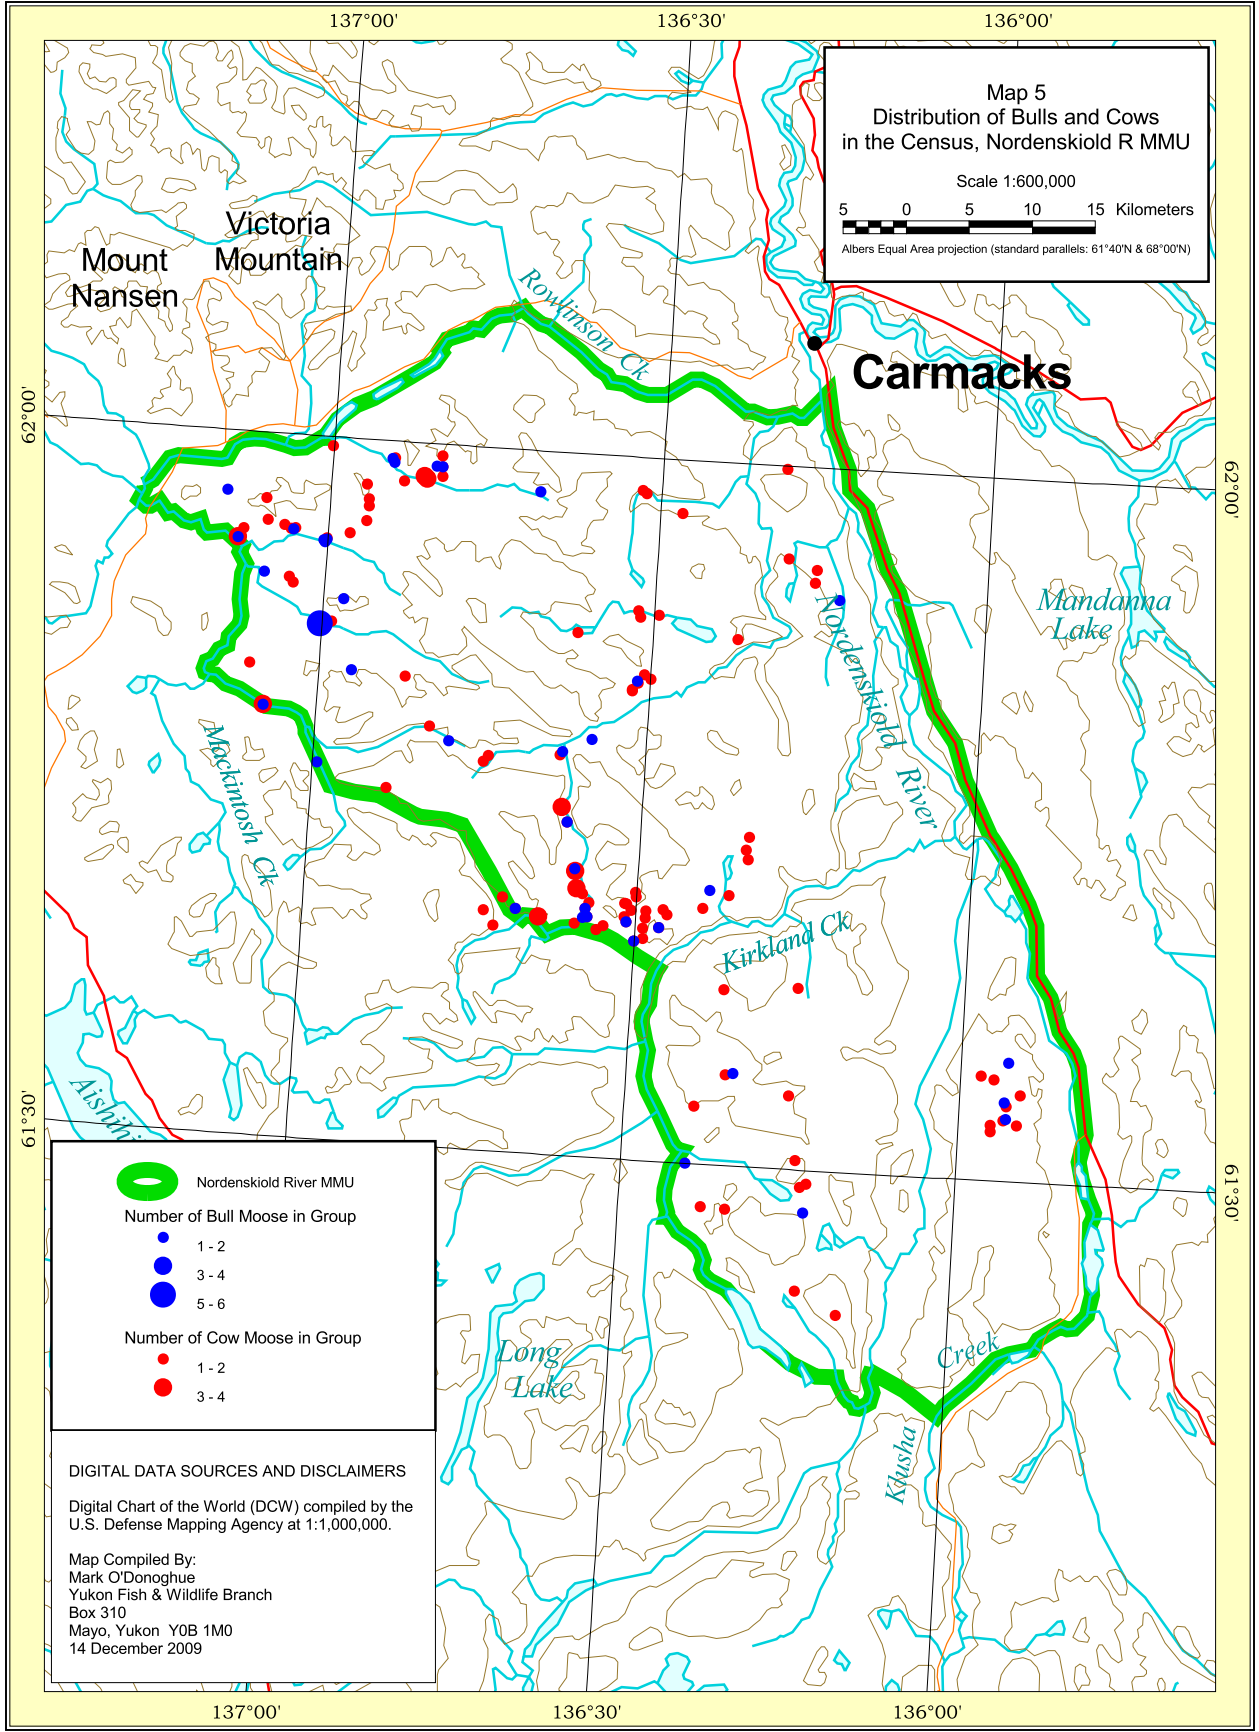 137°00'
136°30'
136°00'
Map 5
Distribution of Bulls and Cows
in the Census, Nordenskiold R MMU
Scale 1:600,000
5 0 5 10 15 Kilometers
Albers Equal Area projection (standard parallels: 61°40'N & 68°00'N)
Victoria
Mountain
Mount
Nansen
Rowlinson Ck
Carmacks
62°00'
62°00'
Mandanna
Lake
Nordenskiold River
Mackintosh Ck
Kirkland Ck
Aishihi
61°30'
61°30'
Nordenskiold River MMU
Number of Bull Moose in Group
1 - 2
3 - 4
5 - 6
Number of Cow Moose in Group
1 - 2
3 - 4
Long
Lake
Creek
Klusha
DIGITAL DATA SOURCES AND DISCLAIMERS
Digital Chart of the World (DCW) compiled by the
U.S. Defense Mapping Agency at 1:1,000,000.
Map Compiled By:
Mark O'Donoghue
Yukon Fish & Wildlife Branch
Box 310
Mayo, Yukon  Y0B 1M0
14 December 2009
137°00'
136°30'
136°00'